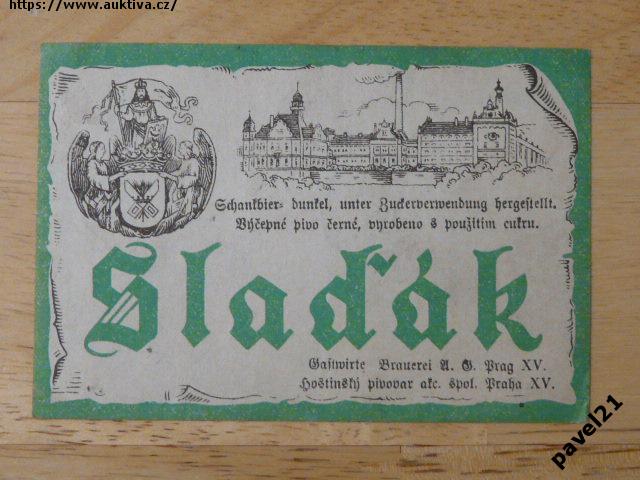 https://www.auktiva.cz/
Schankbier= dunkel, unter Zuckerverwendung hergestellt.
Výčepné pivo černé, vyrobeno s použitim cukru.
Slaďák
Gastwirte Brauerei A. G. Prag XV.
Hostinský pivovar akc. spol. Praha XV.
pavel21